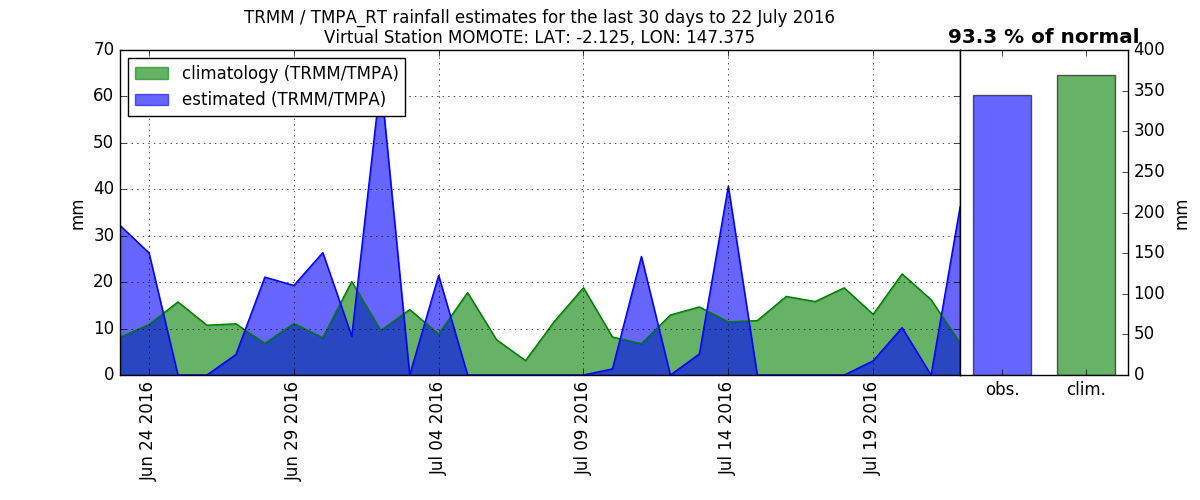 TRMM / TMPA_RT rainfall estimates for the last 30 days to 22 July 2016
Virtual Station MOMOTE: LAT: -2.125, LON: 147.375
93.3 % of normal
climatology (TRMM/TMPA)
estimated (TRMM/TMPA)
70
60
50
40
30
20
10
0
mm
Jun 24 2016
Jun 29 2016
Jul 04 2016
Jul 09 2016
Jul 14 2016
Jul 19 2016
obs.
clim.
400
350
300
250
200
150
100
50
0
mm